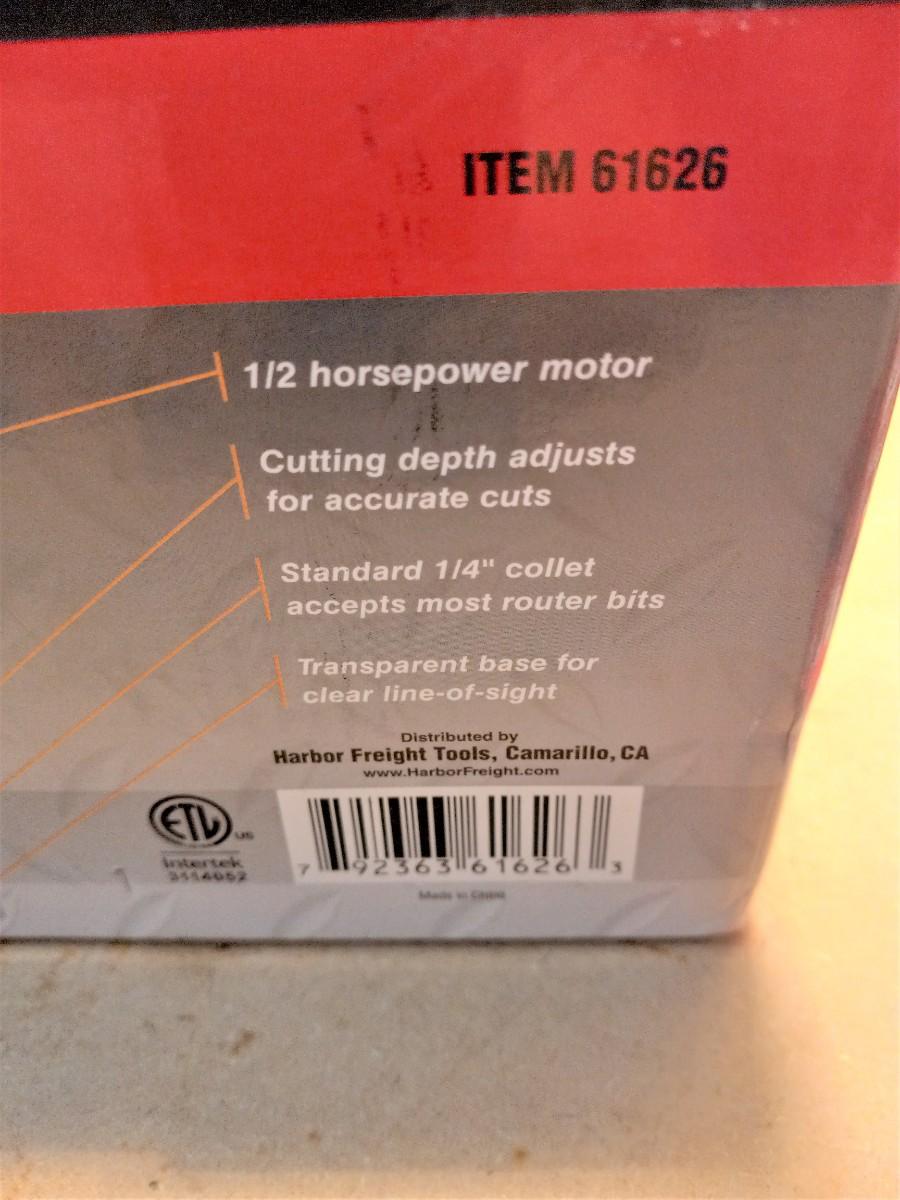 ITEM 61626
1/2 horsepower motor
Cutting depth adjusts
for accurate cuts
Standard 1/4" collet
accepts most router bits
Transparent base for
clear line-of-sight
Distributed by
Harbor Freight Tools, Camarillo, CA
www.HarborFreight.com
ETL US
Intertek
3114052
7 92363 61626 3
Made in China